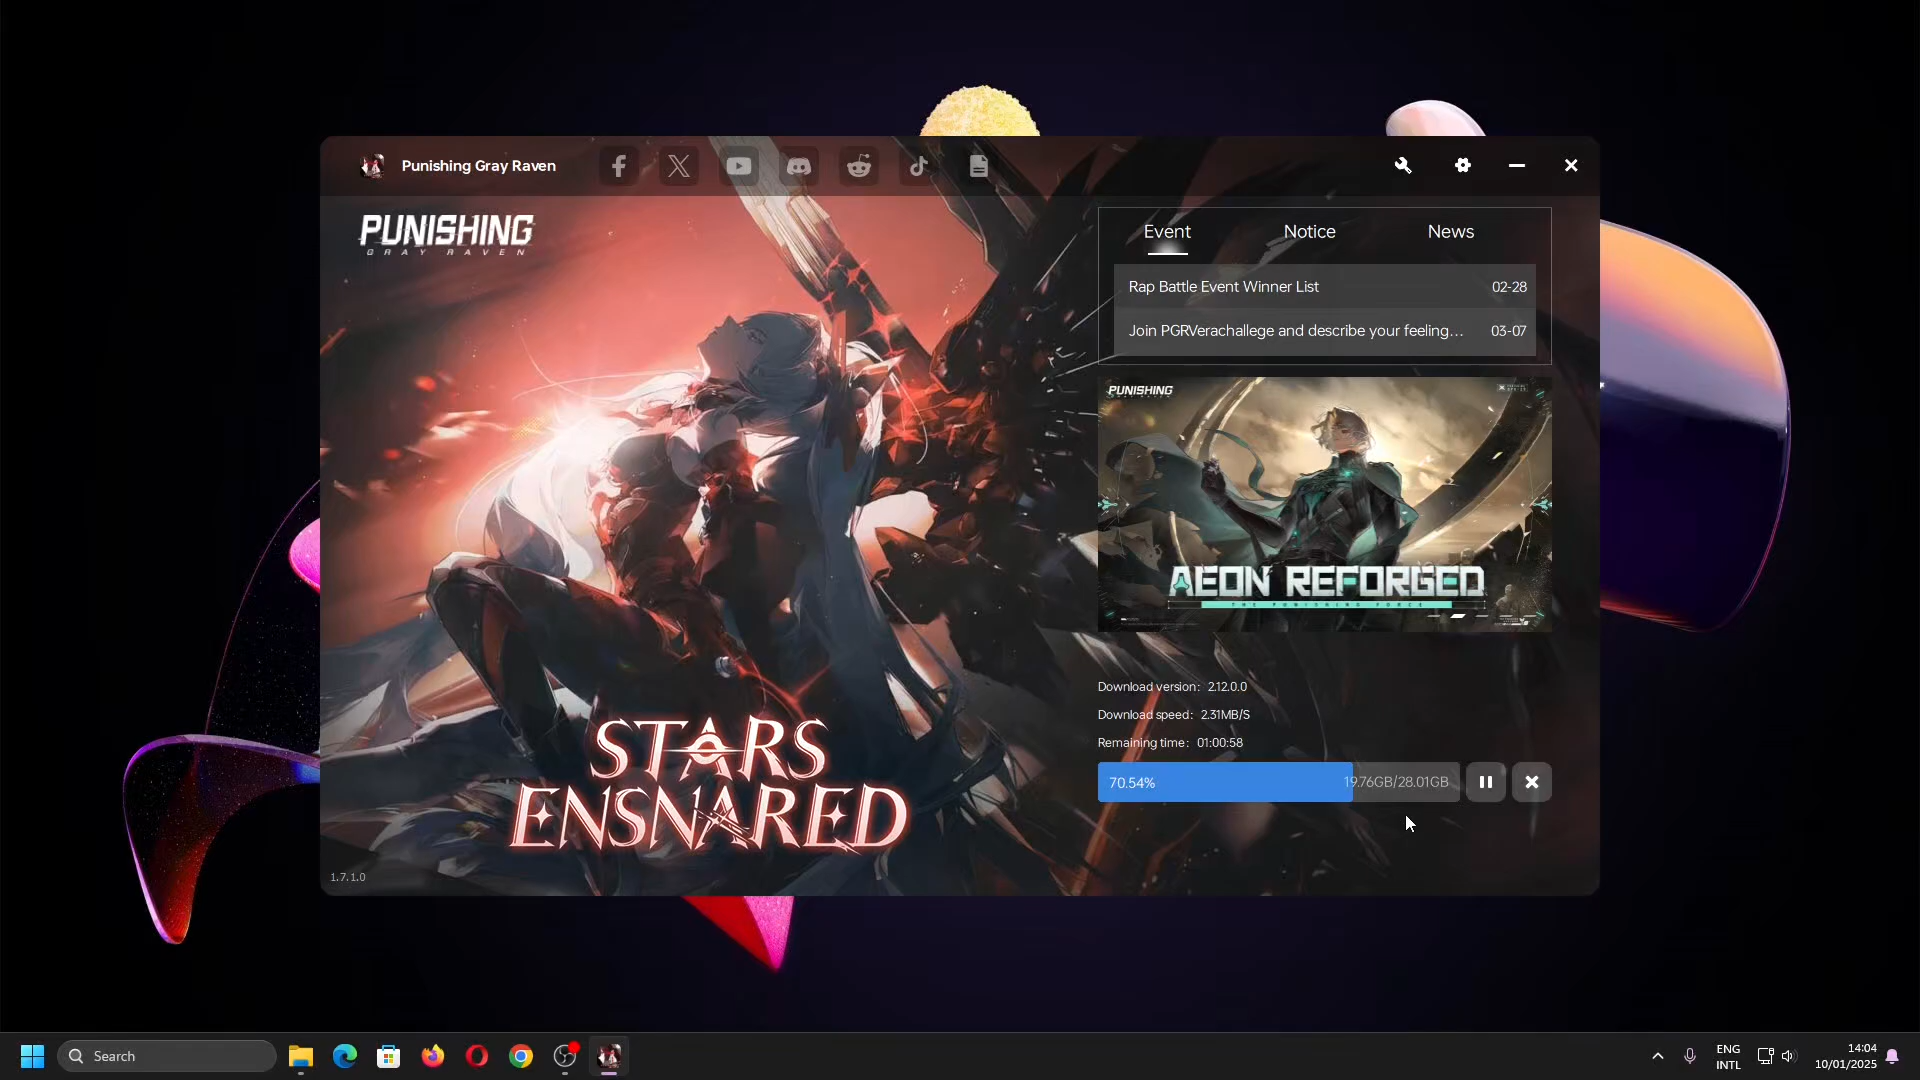 Punishing Gray Raven
PUNISHING
GRAY RAVEN
Event
Notice
News
Rap Battle Event Winner List
02-28
Join PGRVerachallege and describe your feeling...
03-07
PUNISHING
AEON REFORGED
THE PUNISHING FORCE
STARS
ENSNARED
Download version: 2.12.0.0
Download speed: 2.31MB/S
Remaining time: 01:00:58
70.54%
19.76GB/28.01GB
1.7.1.0
Search
ENG
INTL
14:04
10/01/2025